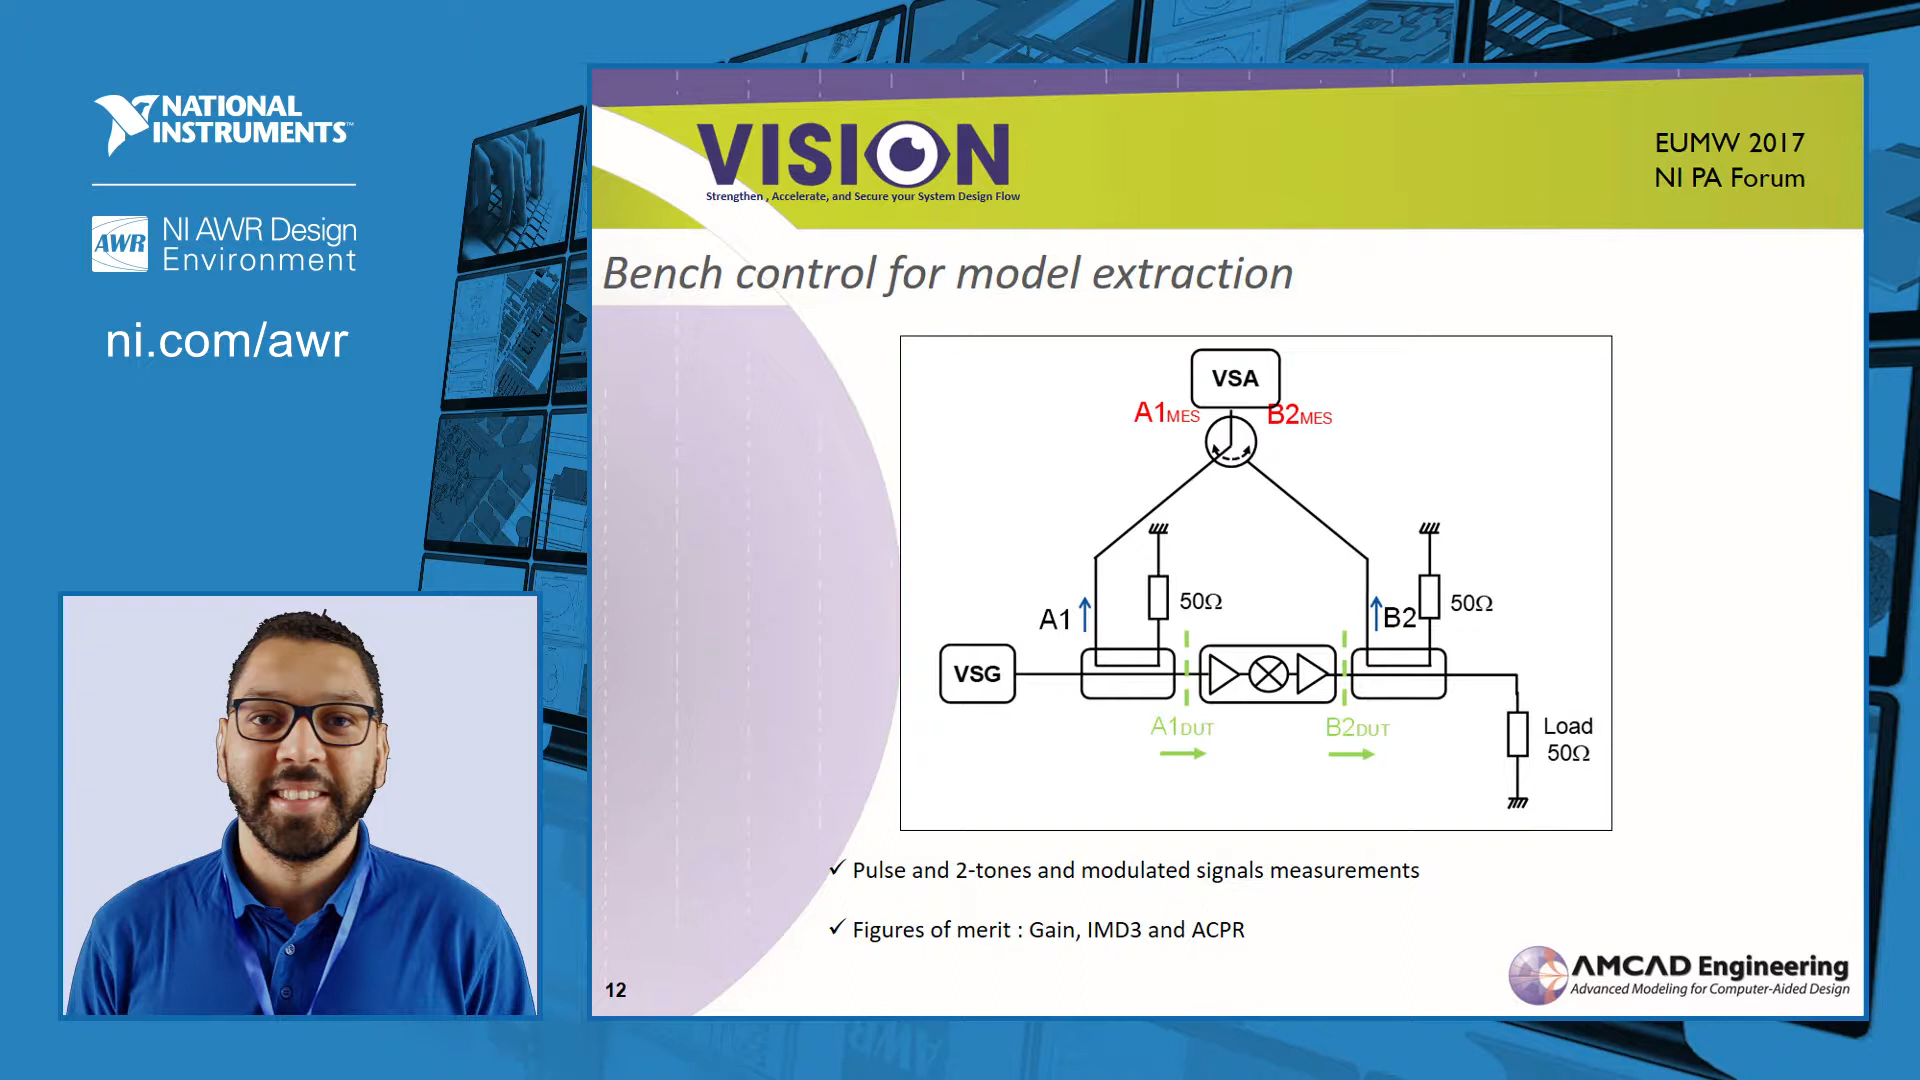 NATIONAL
INSTRUMENTS™
AWR
NI AWR Design
Environment
ni.com/awr
VISION
Strengthen , Accelerate, and Secure your System Design Flow
EUMW 2017
NI PA Forum
Bench control for model extraction
VSA
A1MES
B2MES
50Ω
50Ω
A1
B2
VSG
A1DUT
B2DUT
Load
50Ω
✓ Pulse and 2-tones and modulated signals measurements
✓ Figures of merit : Gain, IMD3 and ACPR
12
AMCAD Engineering
Advanced Modeling for Computer-Aided Design